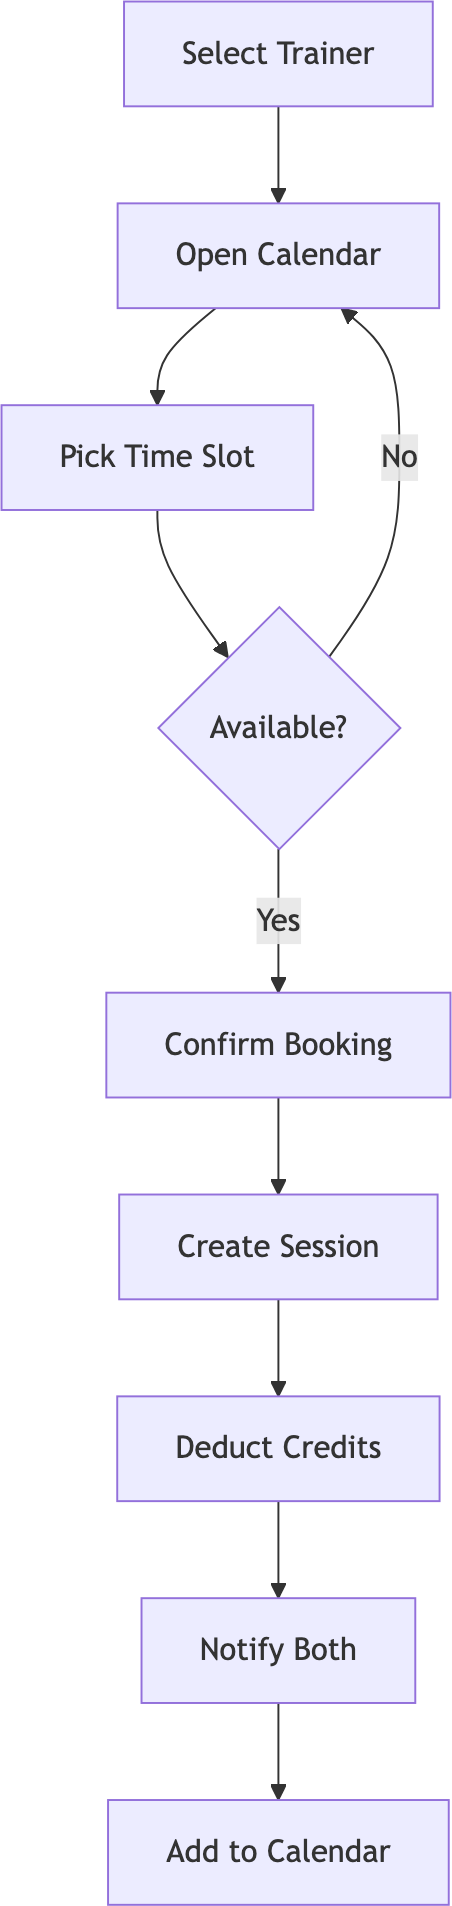 Select Trainer
Open Calendar
Pick Time Slot
No
Available?
Yes
Confirm Booking
Create Session
Deduct Credits
Notify Both
Add to Calendar